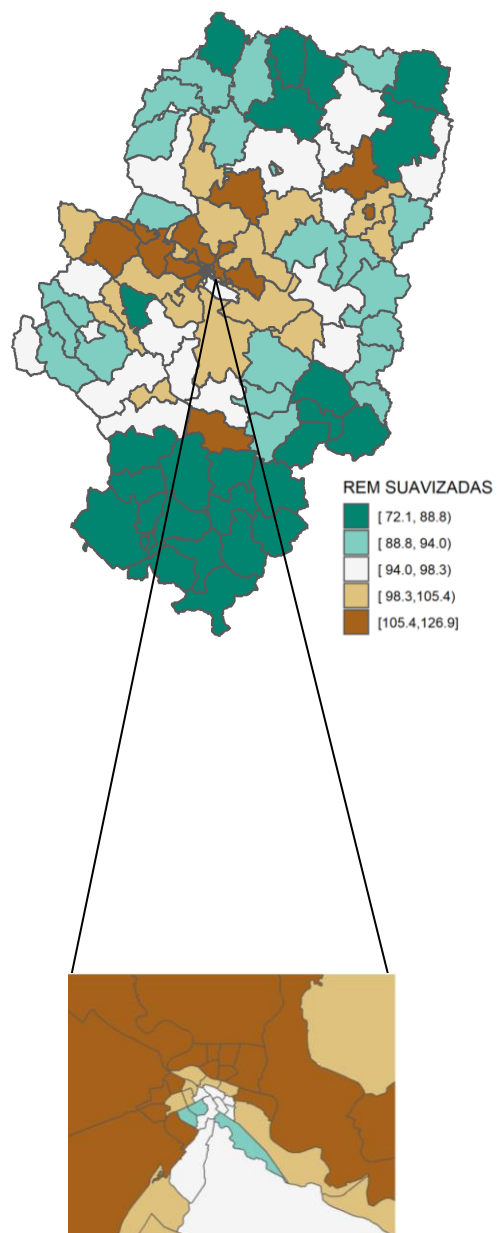 REM SUAVIZADAS
[ 72.1, 88.8)
[ 88.8, 94.0)
[ 94.0, 98.3)
[ 98.3,105.4)
[105.4,126.9]